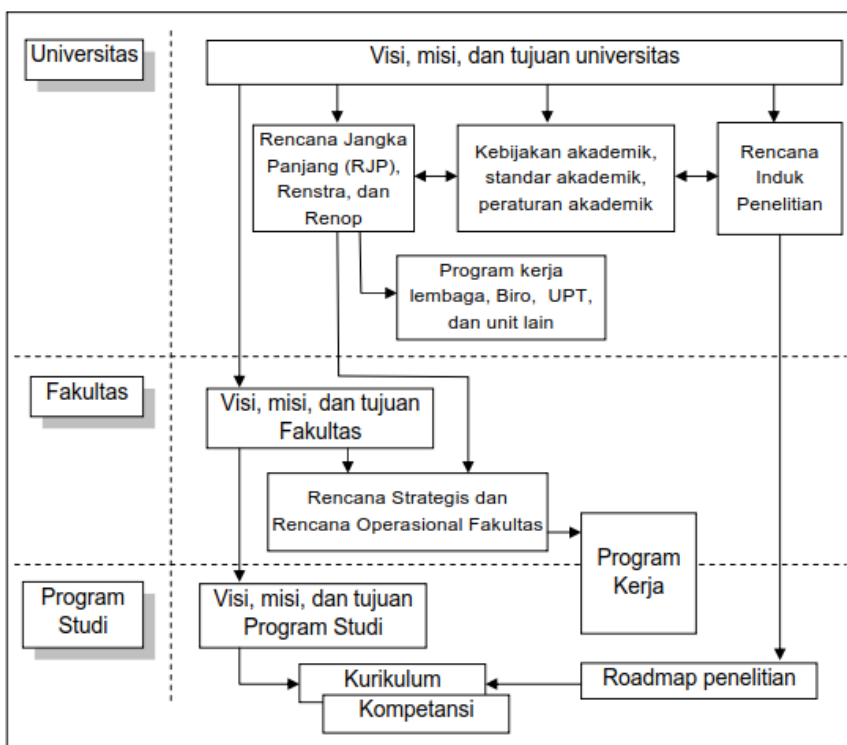 Universitas
Visi, misi, dan tujuan universitas
Rencana Jangka
Panjang (RJP),
Renstra, dan
Renop
Kebijakan akademik,
standar akademik,
peraturan akademik
Rencana
Induk
Penelitian
Program kerja
lembaga, Biro, UPT,
dan unit lain
Fakultas
Visi, misi, dan tujuan
Fakultas
Rencana Strategis dan
Rencana Operasional Fakultas
Program
Kerja
Program
Studi
Visi, misi, dan tujuan
Program Studi
Kurikulum
Kompetansi
Roadmap penelitian